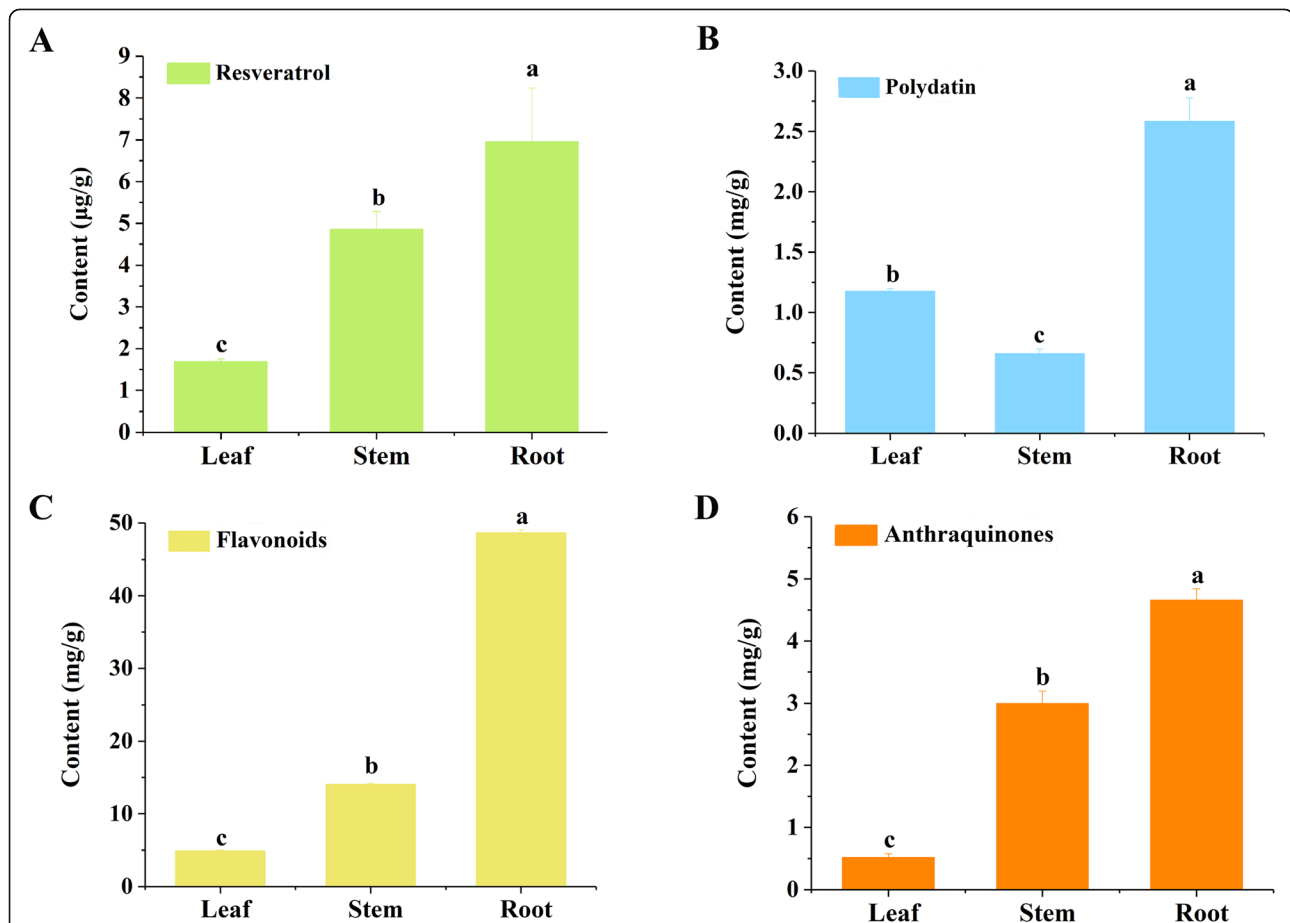 A
Resveratrol
Content (µg/g)
9
8
7
6
5
4
3
2
1
0
c
b
a
Leaf Stem Root
B
Polydatin
Content (mg/g)
3.0
2.5
2.0
1.5
1.0
0.5
0.0
b
c
a
Leaf Stem Root
C
Flavonoids
Content (mg/g)
50
40
30
20
10
0
c
b
a
Leaf Stem Root
D
Anthraquinones
Content (mg/g)
6
5
4
3
2
1
0
c
b
a
Leaf Stem Root